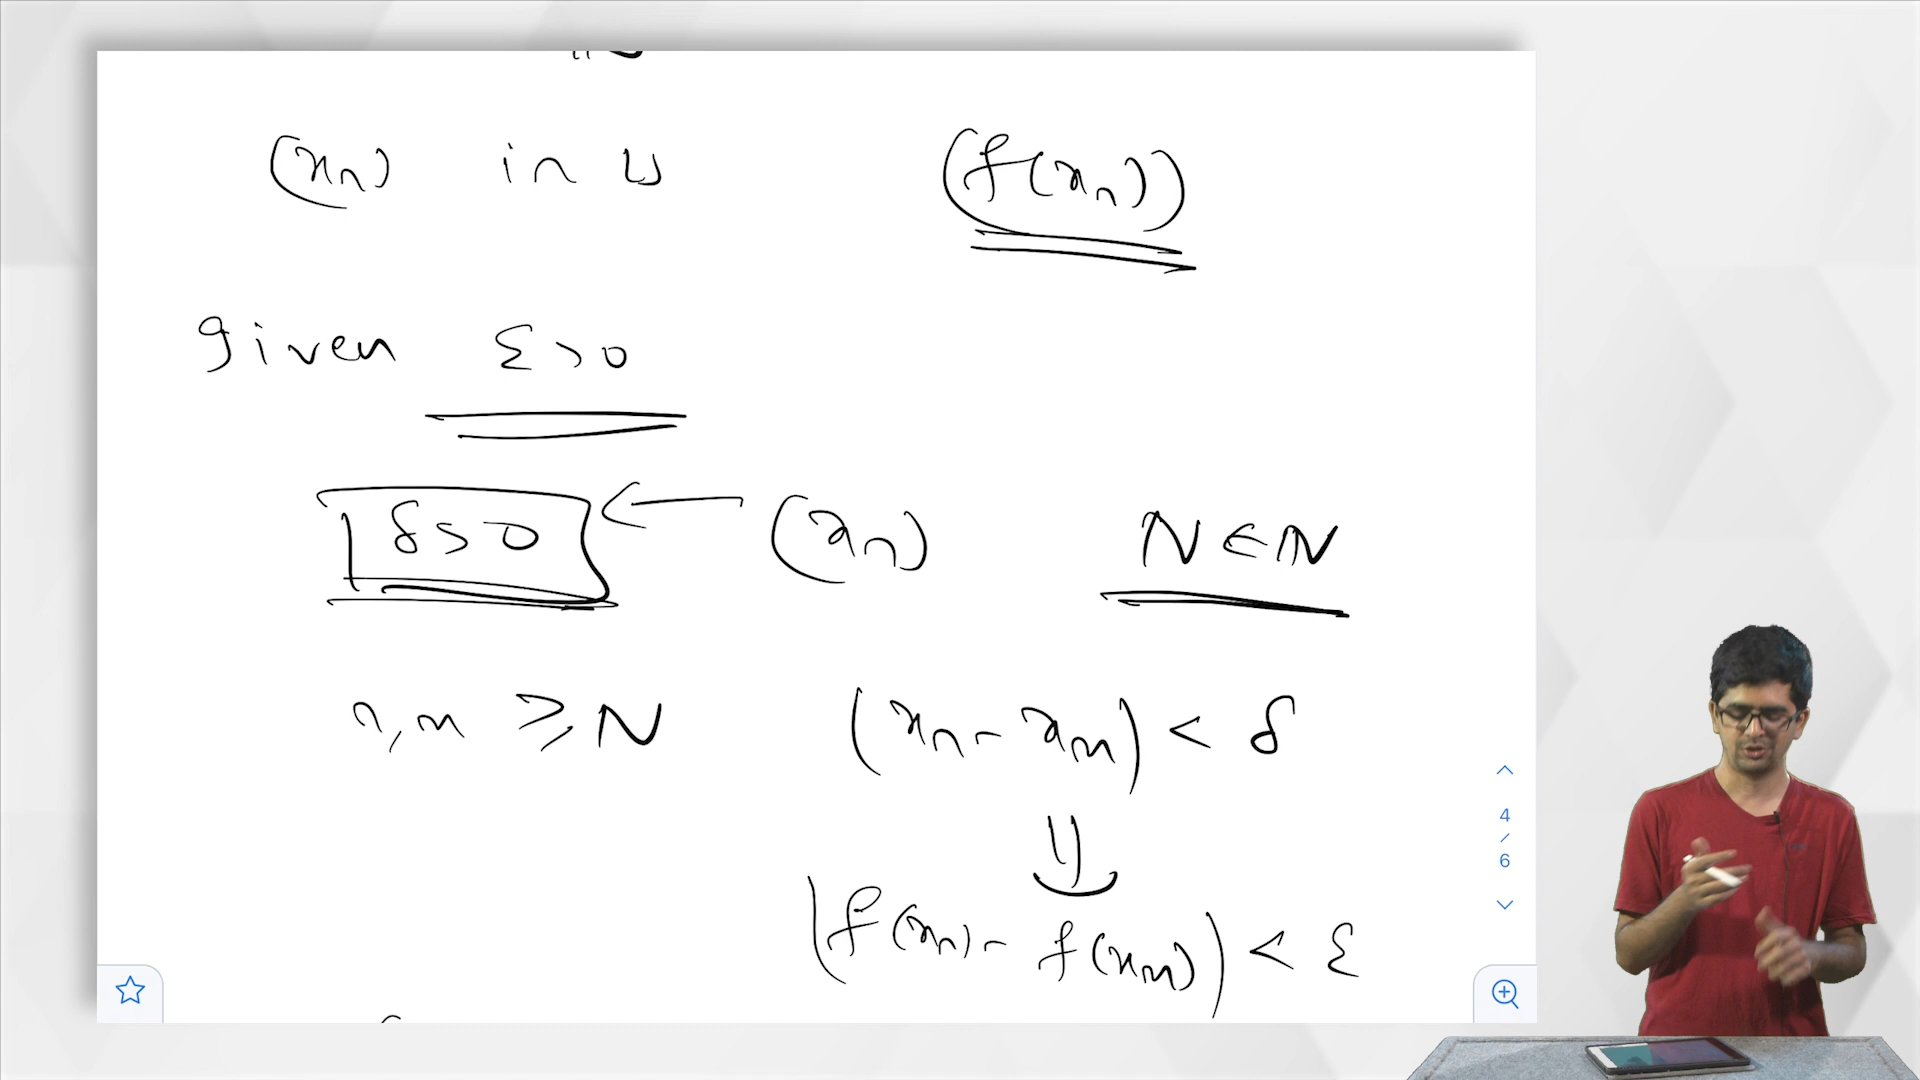 (xₙ) in U (f(xₙ))
Given ε > 0
δ > 0 ← (xₙ) N ∈ ℕ
n,m ≥ N |xₙ - xₘ| < δ
⇓
|f(xₙ) - f(xₘ)| < ε
4
/
6